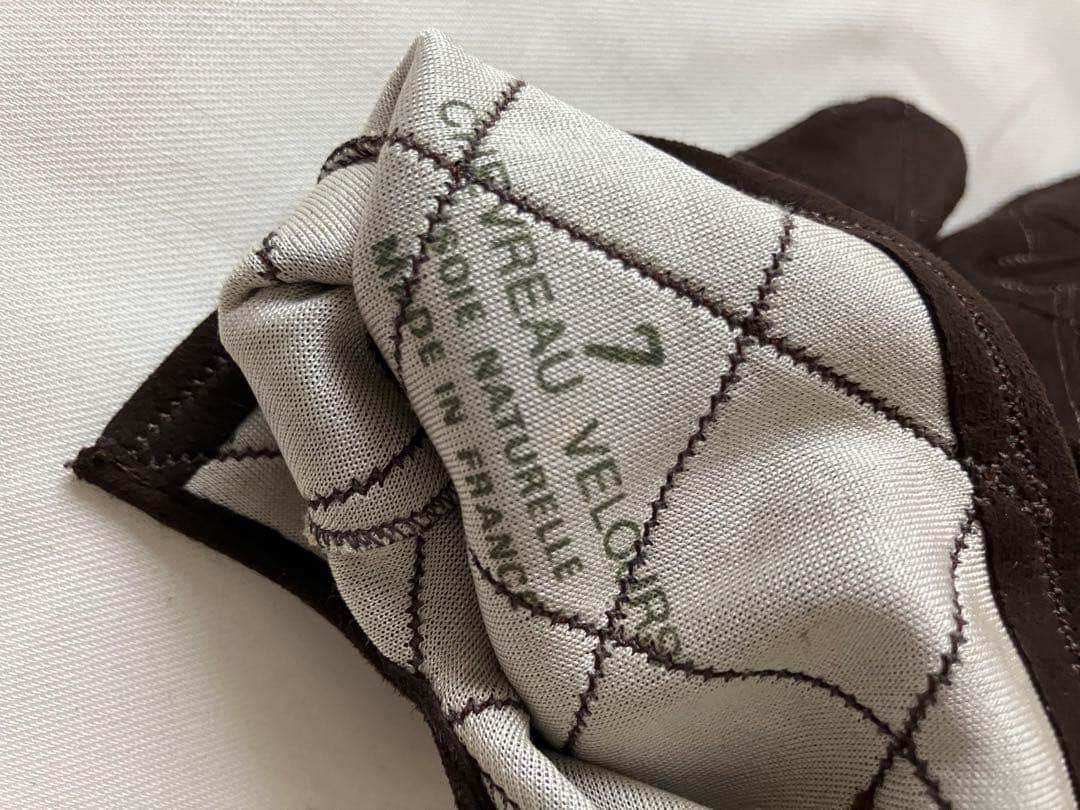 7
CHEVREAU VELOURS
SOIE NATURELLE
MADE IN FRANCE